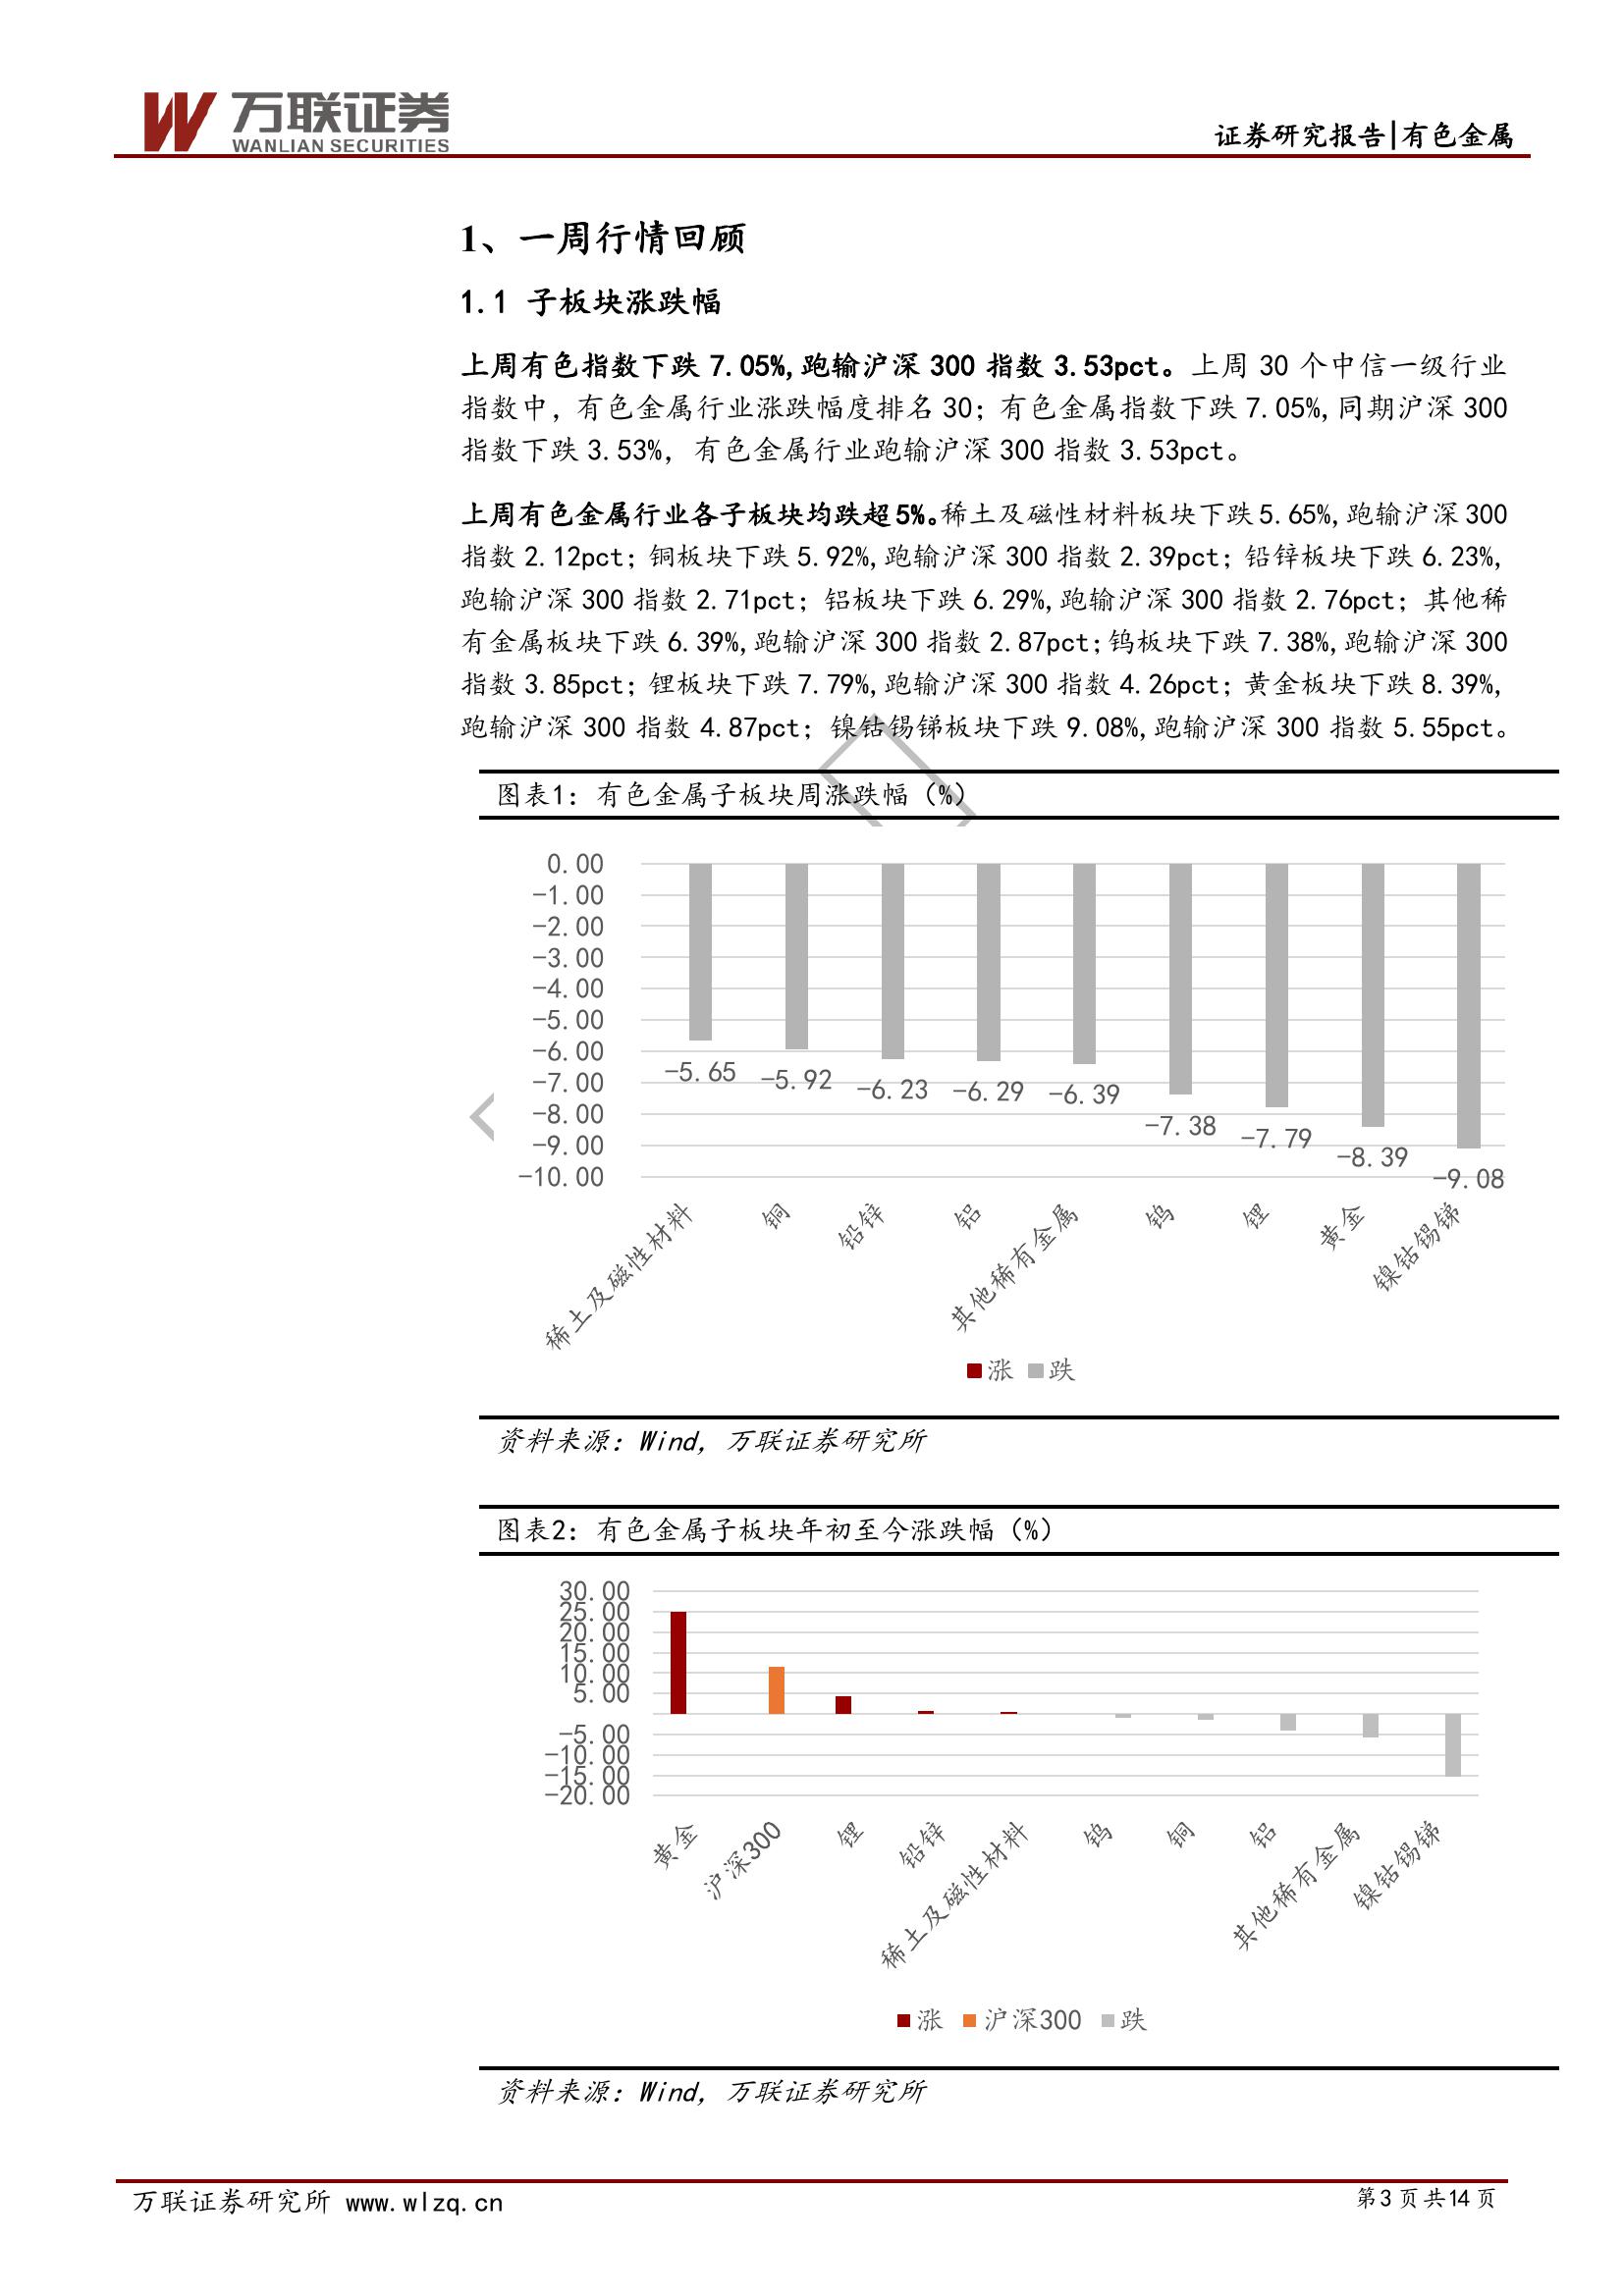 万联证券
WANLIAN SECURITIES
证券研究报告|有色金属
1、一周行情回顾
1.1 子板块涨跌幅
上周有色指数下跌 7.05%,跑输沪深 300 指数 3.53pct。上周 30 个中信一级行业
指数中，有色金属行业涨跌幅度排名 30；有色金属指数下跌 7.05%,同期沪深 300
指数下跌 3.53%，有色金属行业跑输沪深 300 指数 3.53pct。
上周有色金属行业各子板块均跌超 5%。稀土及磁性材料板块下跌 5.65%,跑输沪深 300
指数 2.12pct；铜板块下跌 5.92%,跑输沪深 300 指数 2.39pct；铅锌板块下跌 6.23%,
跑输沪深 300 指数 2.71pct；铝板块下跌 6.29%,跑输沪深 300 指数 2.76pct；其他稀
有金属板块下跌 6.39%,跑输沪深 300 指数 2.87pct；钨板块下跌 7.38%,跑输沪深 300
指数 3.85pct；锂板块下跌 7.79%,跑输沪深 300 指数 4.26pct；黄金板块下跌 8.39%,
跑输沪深 300 指数 4.87pct；镍钴锡锑板块下跌 9.08%,跑输沪深 300 指数 5.55pct。
图表1：有色金属子板块周涨跌幅（%）
0.00
-1.00
-2.00
-3.00
-4.00
-5.00
-6.00
-7.00
-8.00
-9.00
-10.00
-5.65 -5.92 -6.23 -6.29 -6.39 -7.38 -7.79 -8.39 -9.08
稀土及磁性材料 铜 铅锌 铝 其他稀有金属 钨 锂 黄金 镍钴锡锑
涨 跌
资料来源：Wind，万联证券研究所
图表2：有色金属子板块年初至今涨跌幅（%）
30.00
25.00
20.00
15.00
10.00
5.00
-5.00
-10.00
-15.00
-20.00
黄金 沪深300 锂 铅锌 稀土及磁性材料 钨 铜 铝 其他稀有金属 镍钴锡锑
涨 沪深300 跌
资料来源：Wind，万联证券研究所
万联证券研究所 www.wlzq.cn
第 3 页 共 14 页